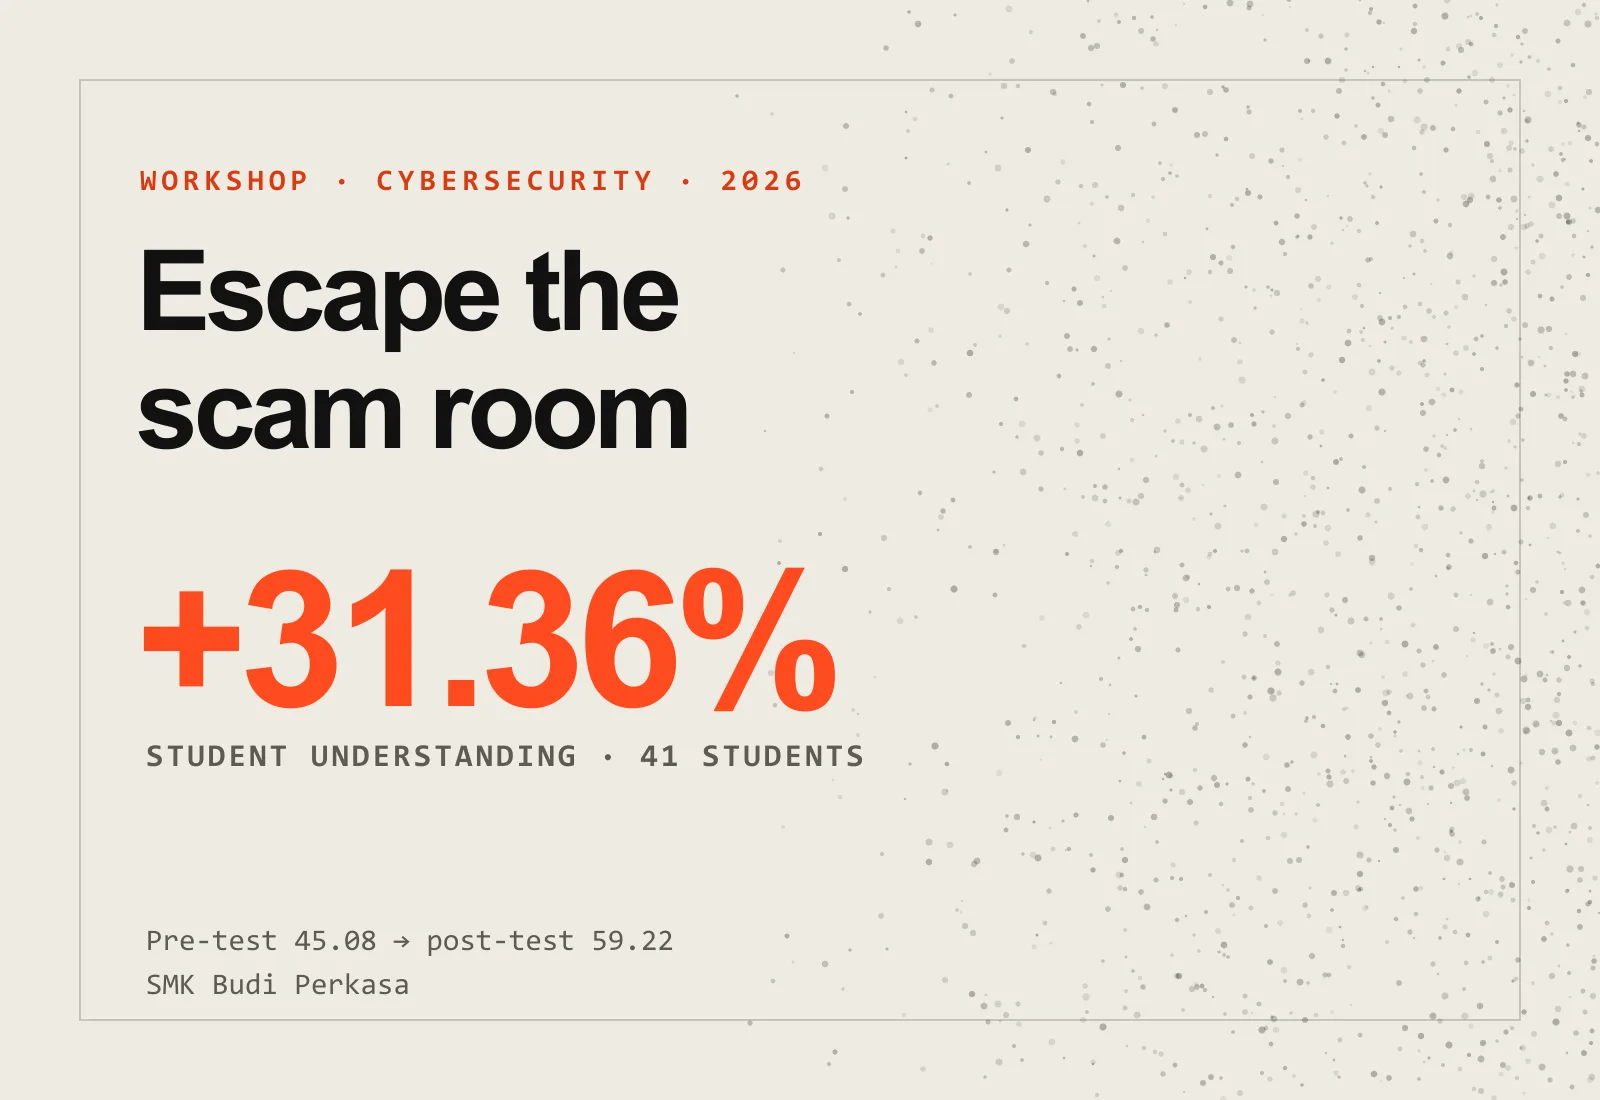 WORKSHOP · CYBERSECURITY · 2026
Escape the
scam room
+31.36%
STUDENT UNDERSTANDING · 41 STUDENTS
Pre-test 45.08 → post-test 59.22
SMK Budi Perkasa